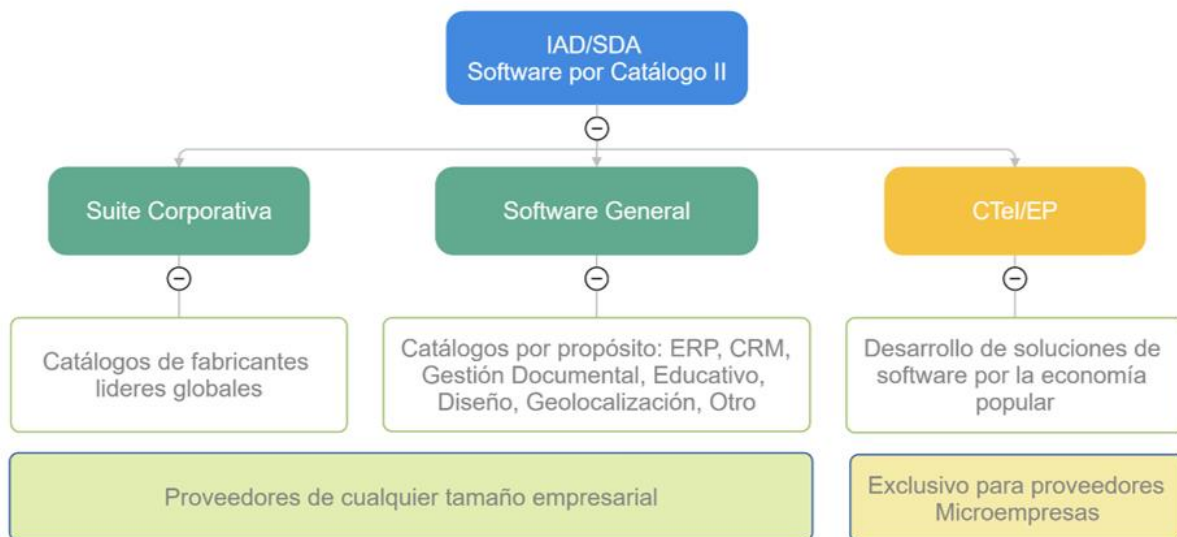 IAD/SDA
Software por Catálogo II
Suite Corporativa
Software General
CTeI/EP
Catálogos de fabricantes
lideres globales
Catálogos por propósito: ERP, CRM,
Gestión Documental, Educativo,
Diseño, Geolocalización, Otro
Desarrollo de soluciones de
software por la economía
popular
Proveedores de cualquier tamaño empresarial
Exclusivo para proveedores
Microempresas